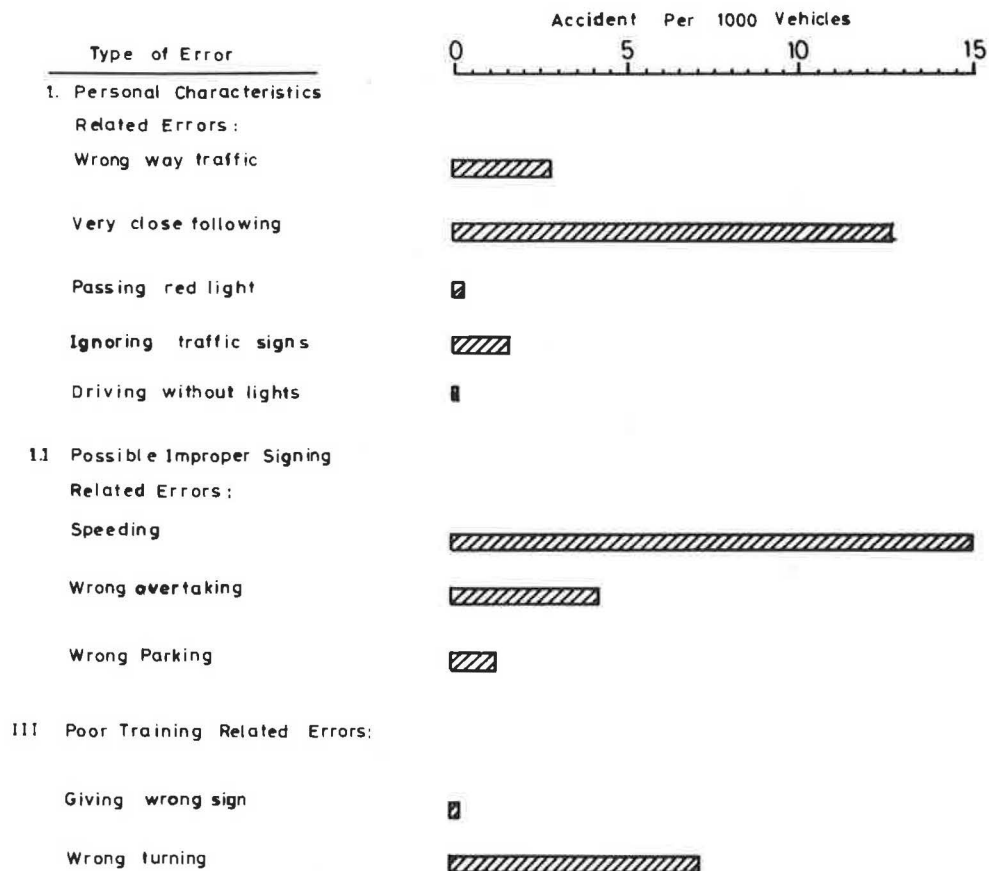 Accident Per 1000 Vehicles
Type of Error
0 5 10 15
1. Personal Characteristics
Related Errors:
Wrong way traffic
Very close following
Passing red light
Ignoring traffic signs
Driving without lights
1.1 Possible Improper Signing
Related Errors:
Speeding
Wrong overtaking
Wrong Parking
III Poor Training Related Errors:
Giving wrong sign
Wrong turning